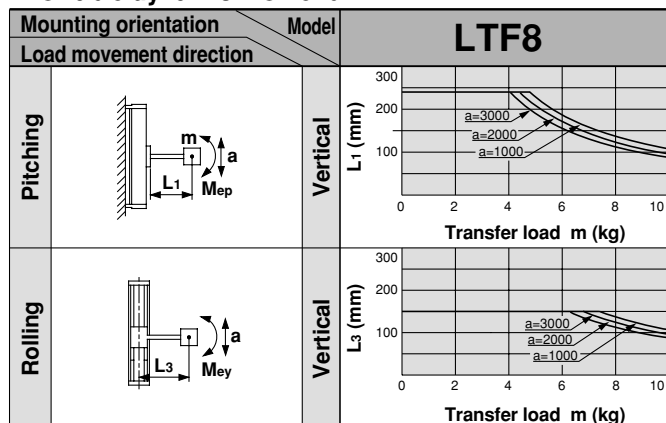 Mounting orientation Model
Load movement direction
LTF8
Pitching
m
a
L1
Mep
Vertical
L1 (mm)
300
200
100
a=3000
a=2000
a=1000
0 2 4 6 8 10
Transfer load m (kg)
Rolling
a
L3
Mey
Vertical
L3 (mm)
300
200
100
a=3000
a=2000
a=1000
0 2 4 6 8 10
Transfer load m (kg)